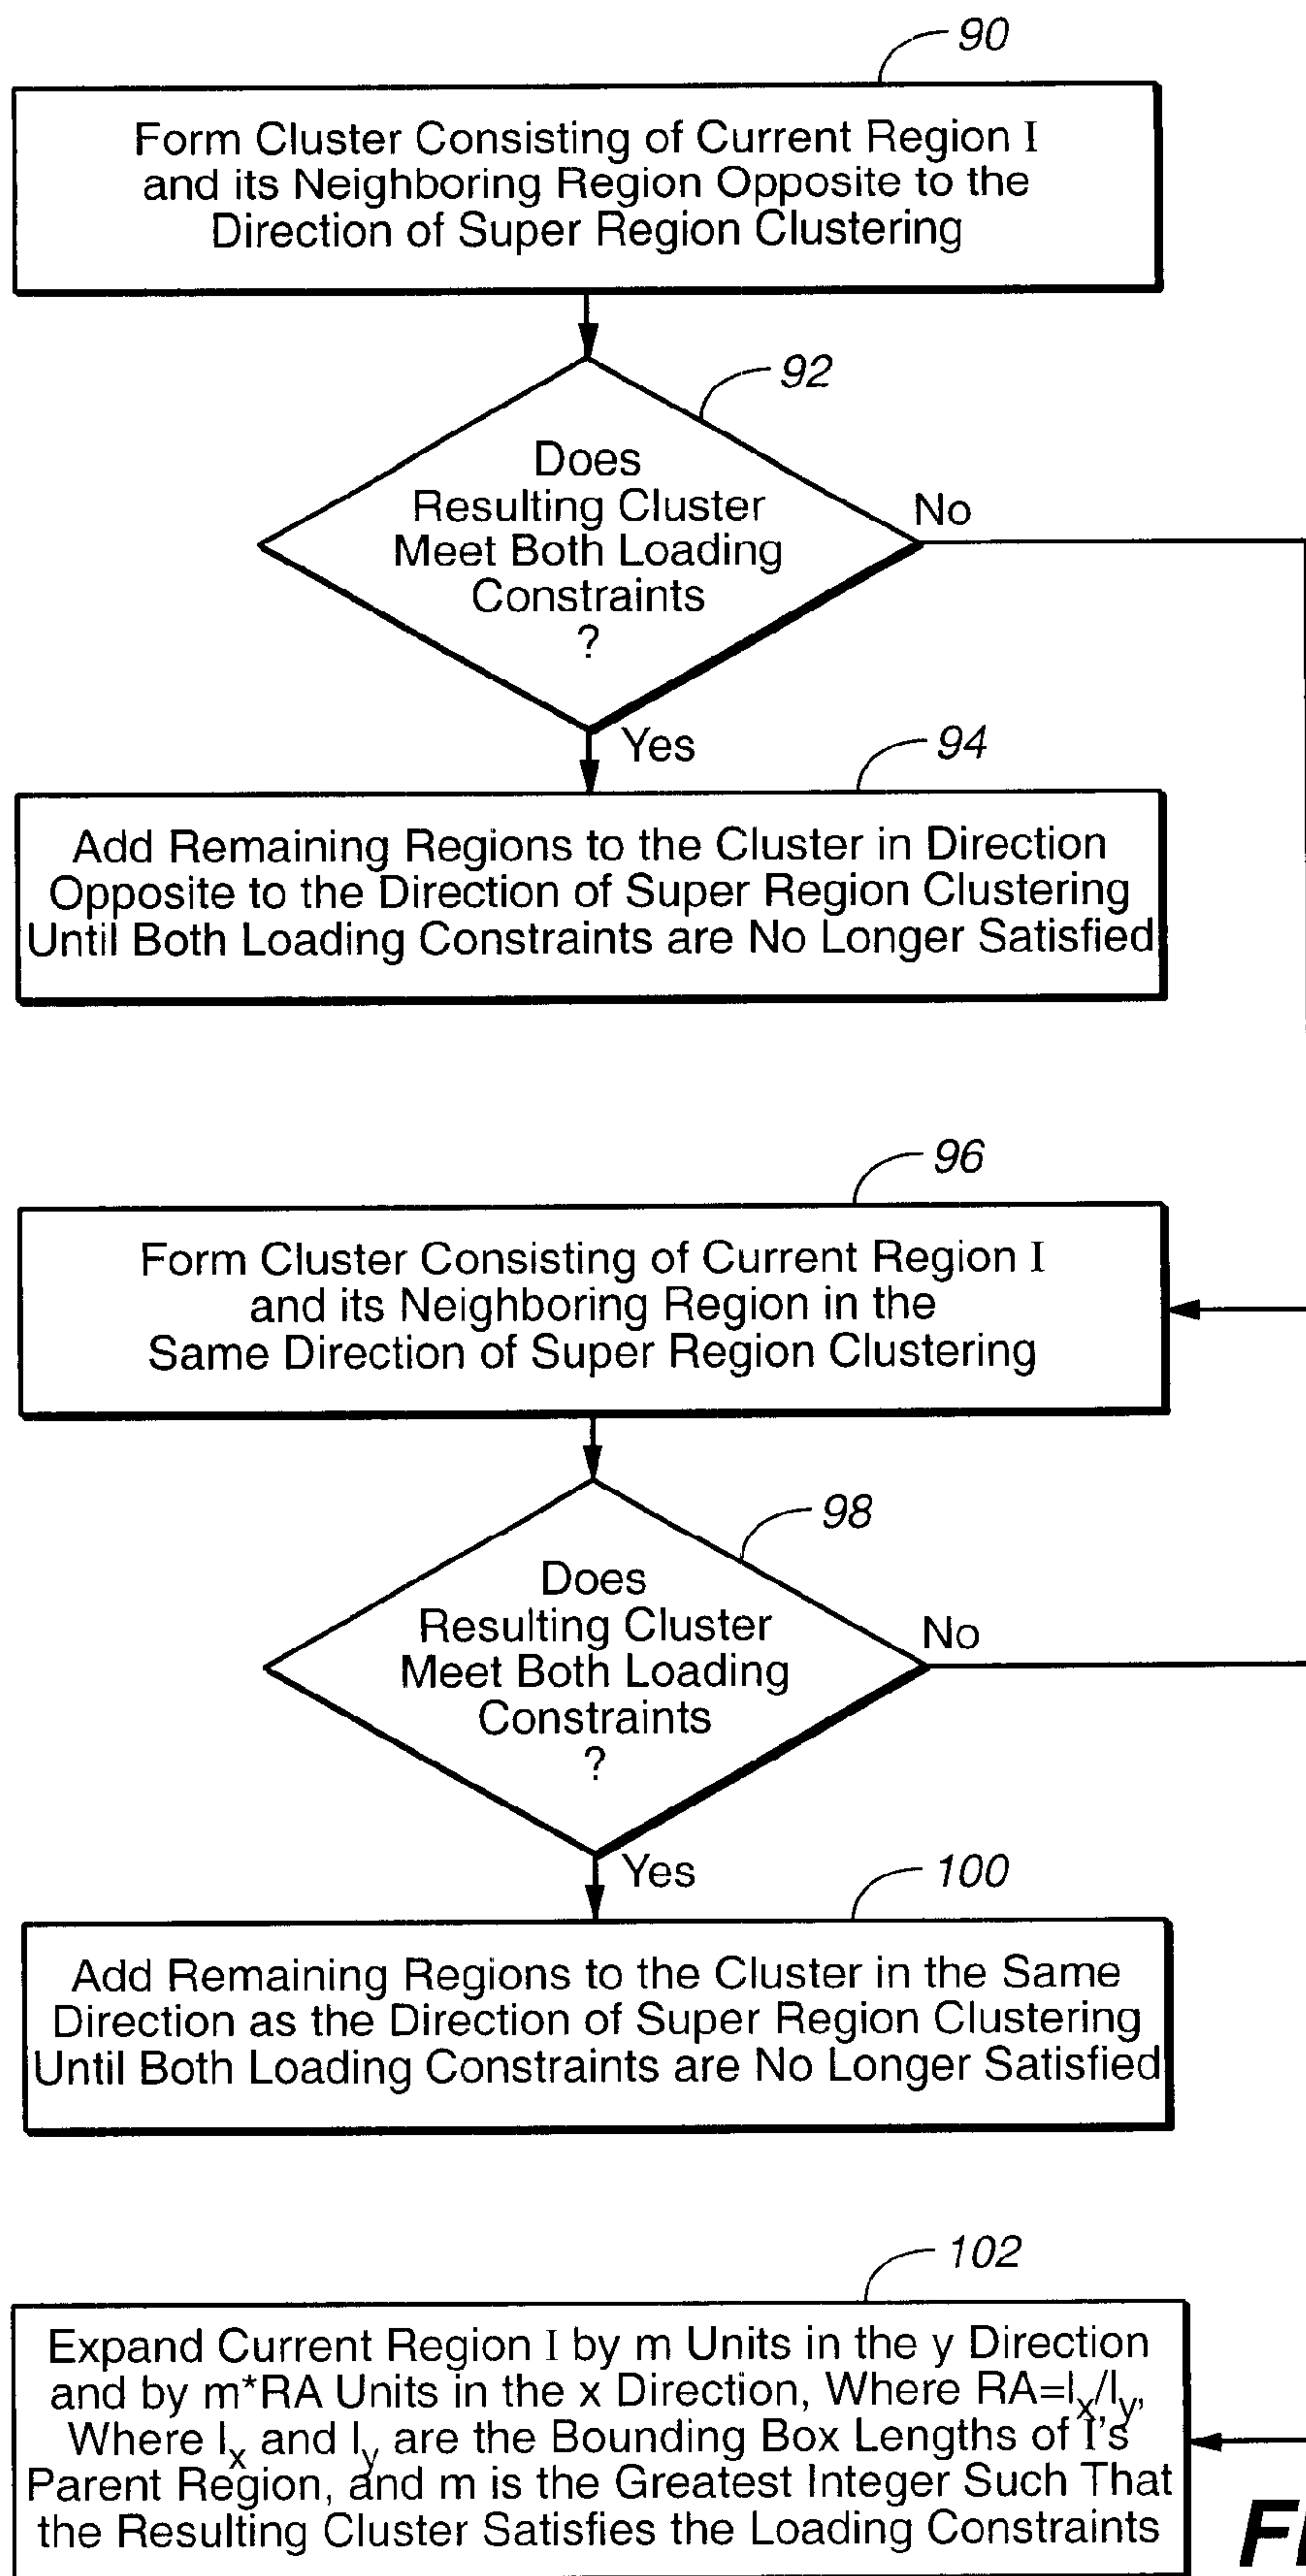 90
Form Cluster Consisting of Current Region I
and its Neighboring Region Opposite to the
Direction of Super Region Clustering
92
Does
Resulting Cluster
Meet Both Loading
Constraints
?
No
Yes
94
Add Remaining Regions to the Cluster in Direction
Opposite to the Direction of Super Region Clustering
Until Both Loading Constraints are No Longer Satisfied
96
Form Cluster Consisting of Current Region I
and its Neighboring Region in the
Same Direction of Super Region Clustering
98
Does
Resulting Cluster
Meet Both Loading
Constraints
?
No
Yes
100
Add Remaining Regions to the Cluster in the Same
Direction as the Direction of Super Region Clustering
Until Both Loading Constraints are No Longer Satisfied
102
Expand Current Region I by m Units in the y Direction
and by m*RA Units in the x Direction, Where RA=lx/ly,
Where lx and ly are the Bounding Box Lengths of I's
Parent Region, and m is the Greatest Integer Such That
the Resulting Cluster Satisfies the Loading Constraints